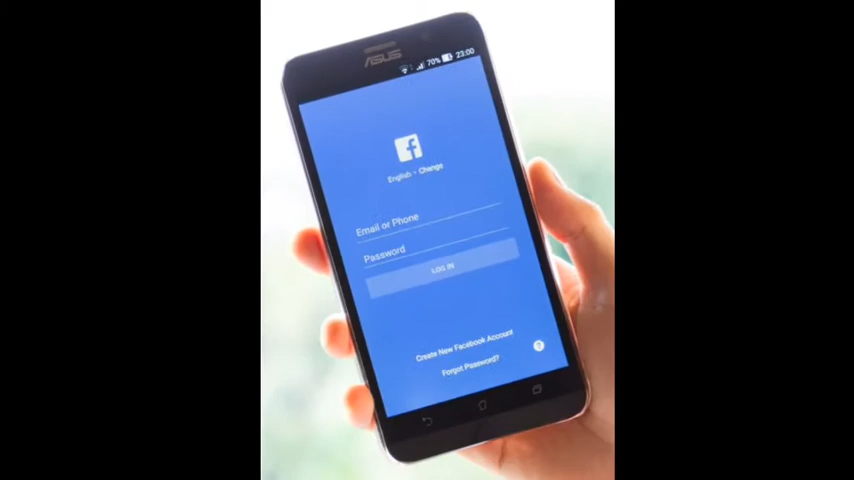 ASUS
70% 23:00
f
English · Change
Email or Phone
Password
LOG IN
Create New Facebook Account
?
Forgot Password?